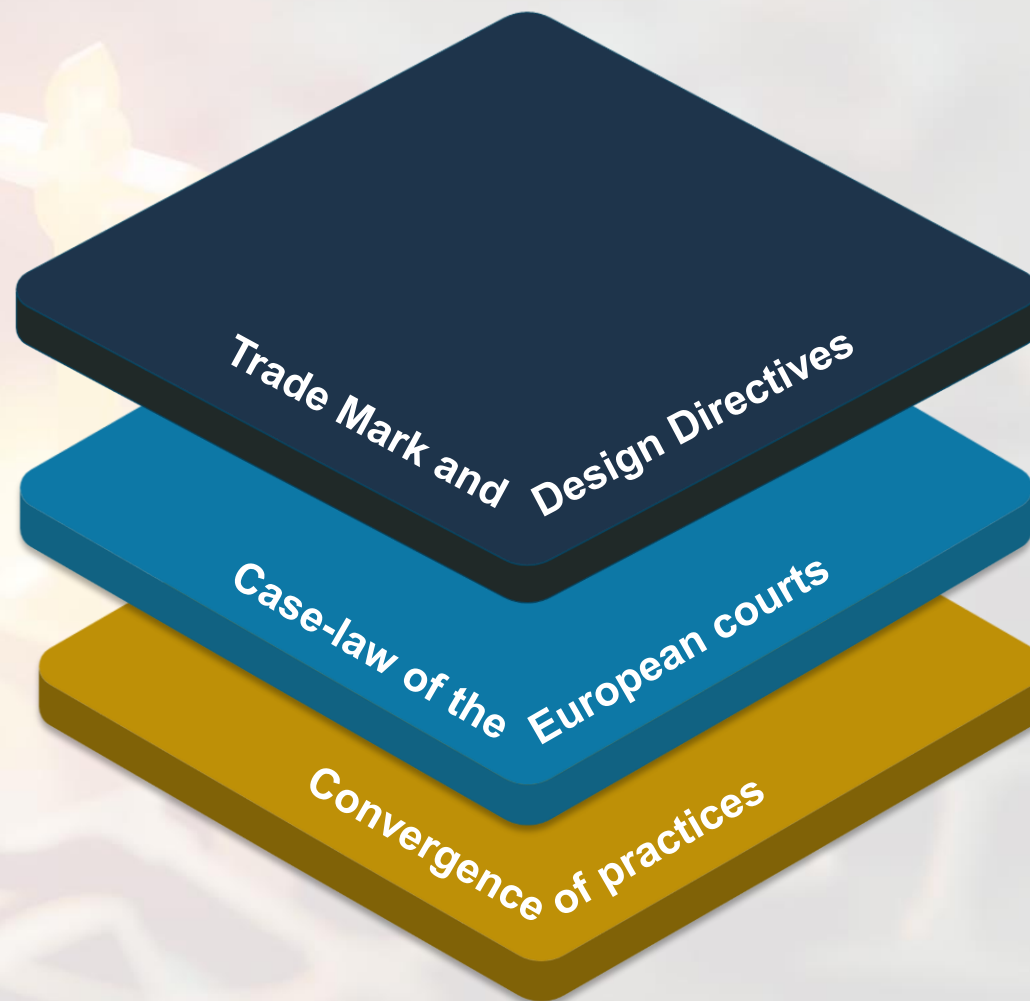 Trade Mark and Design Directives
Case-law of the European courts
Convergence of practices